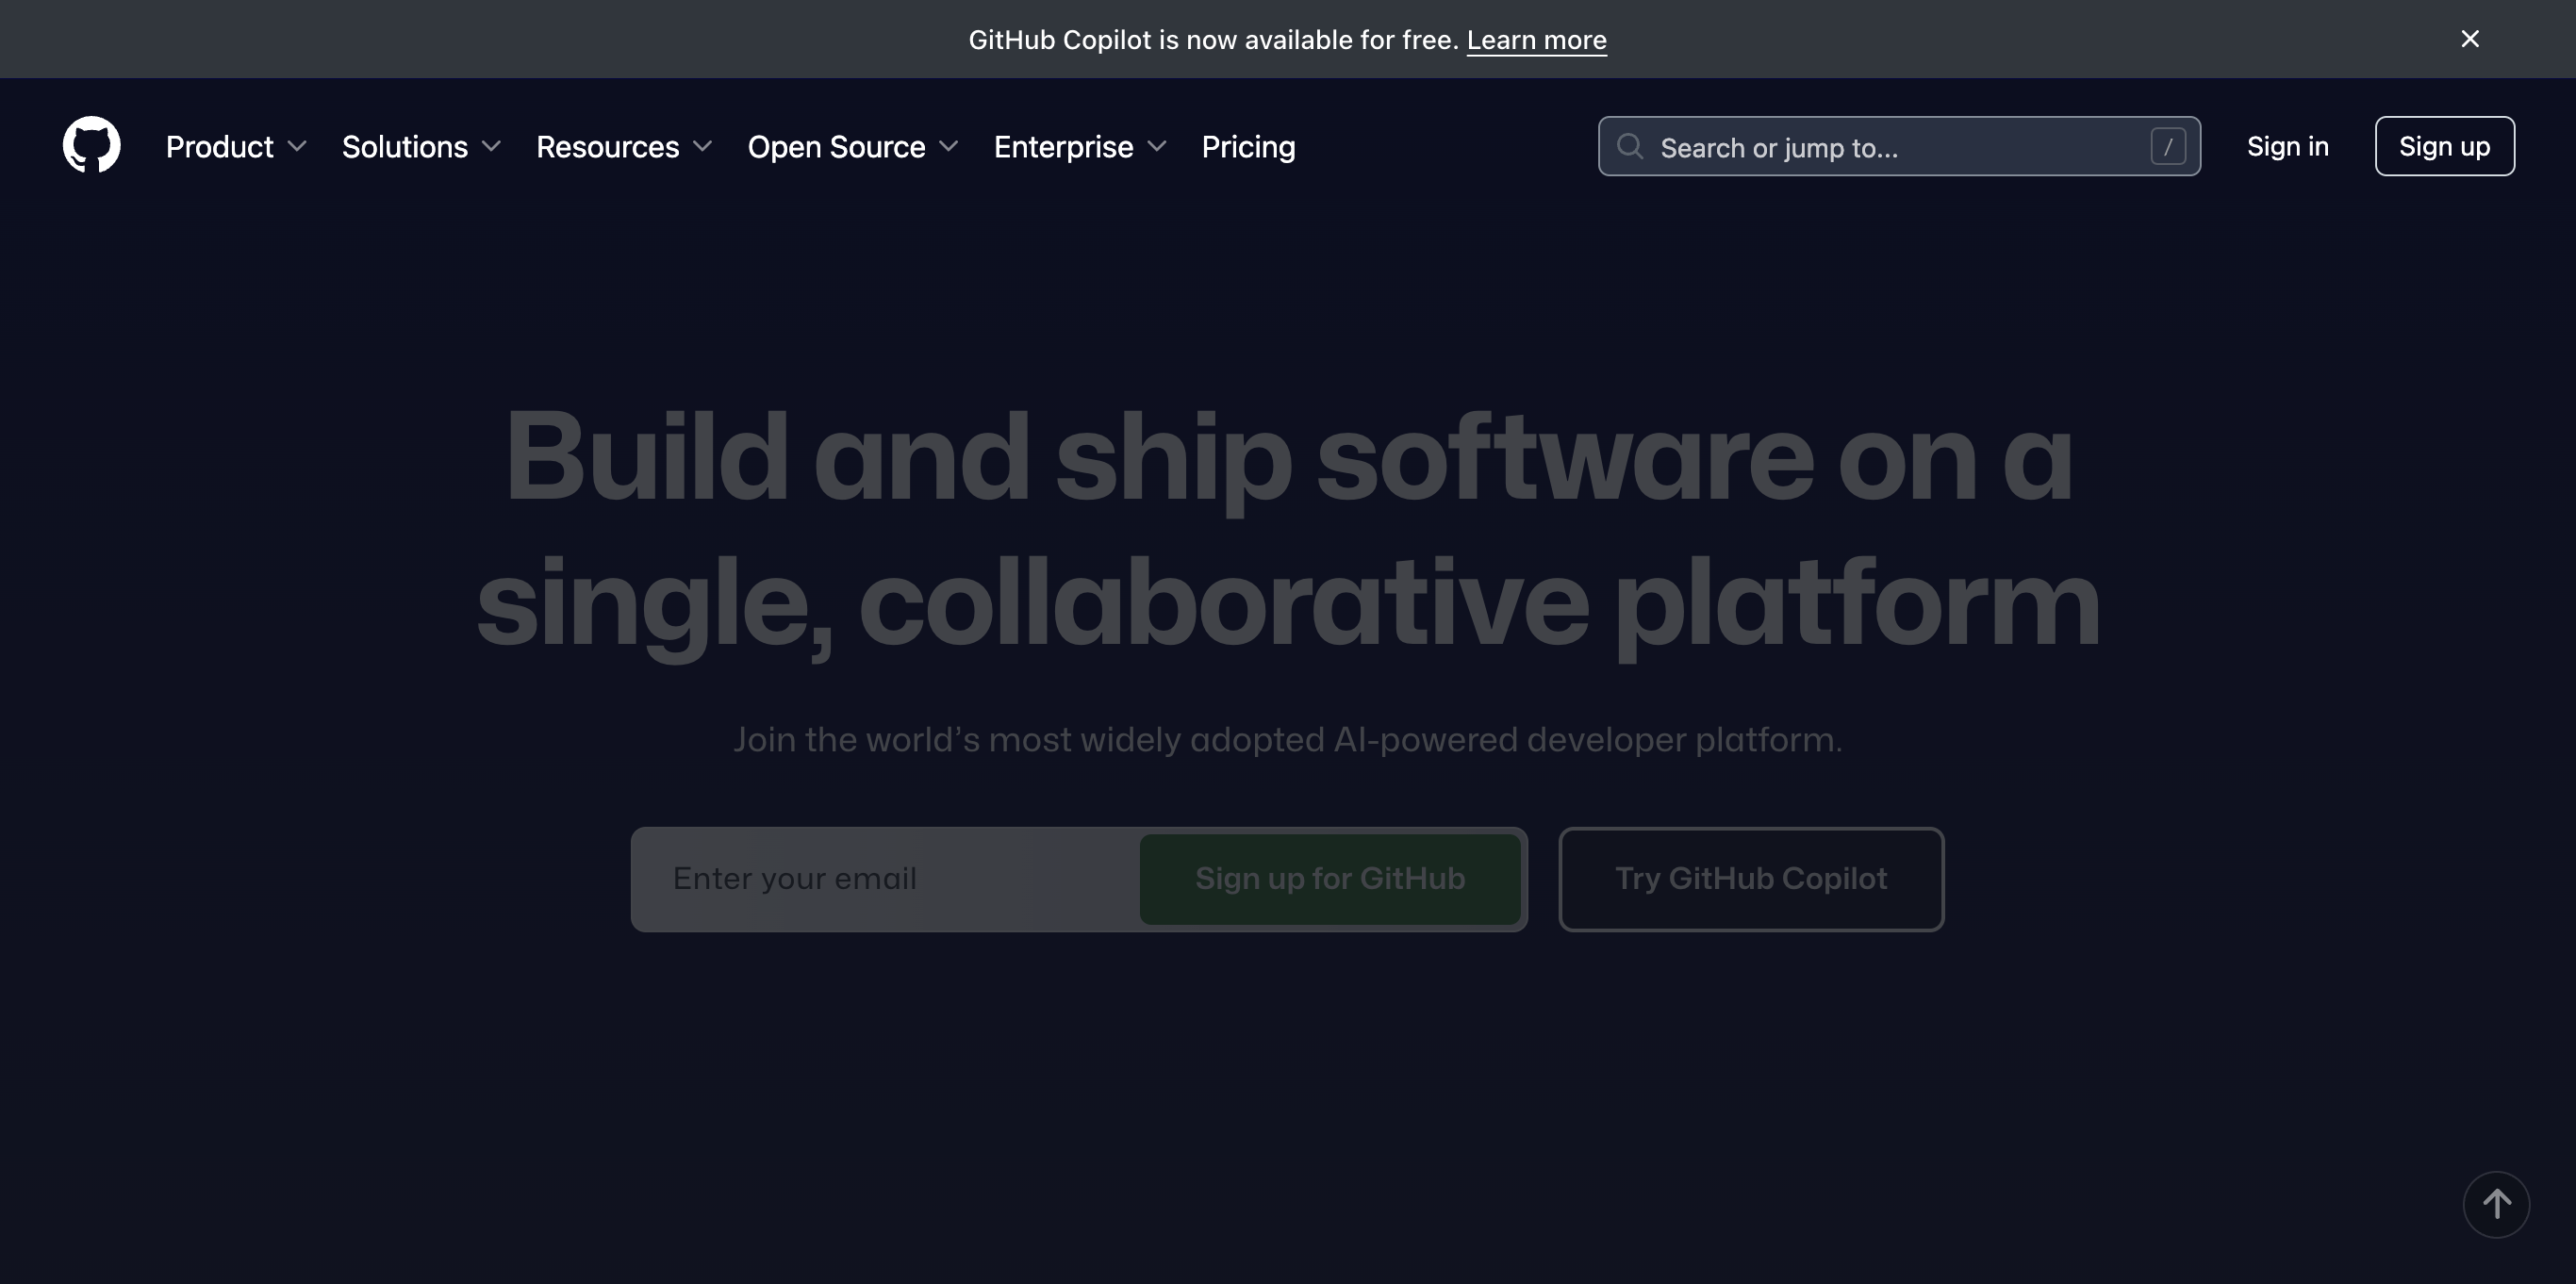 GitHub Copilot is now available for free. Learn more
Product Solutions Resources Open Source Enterprise Pricing Search or jump to... / Sign in Sign up
Build and ship software on a
single, collaborative platform
Join the world’s most widely adopted AI-powered developer platform.
Enter your email Sign up for GitHub Try GitHub Copilot